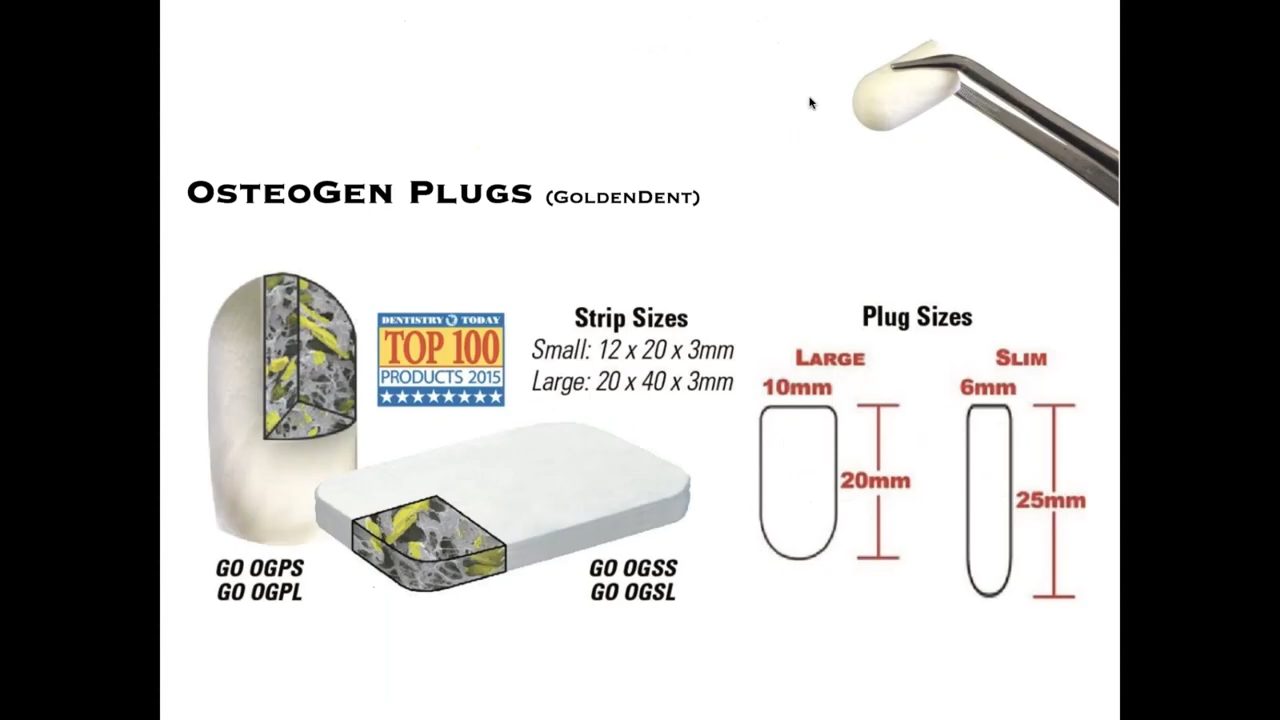 OsteoGen Plugs (GoldenDent)
DENTISTRY TODAY
TOP 100
PRODUCTS 2015
Strip Sizes
Small: 12 x 20 x 3mm
Large: 20 x 40 x 3mm
Plug Sizes
LARGE
10mm
20mm
SLIM
6mm
25mm
GO OGPS
GO OGPL
GO OGSS
GO OGSL